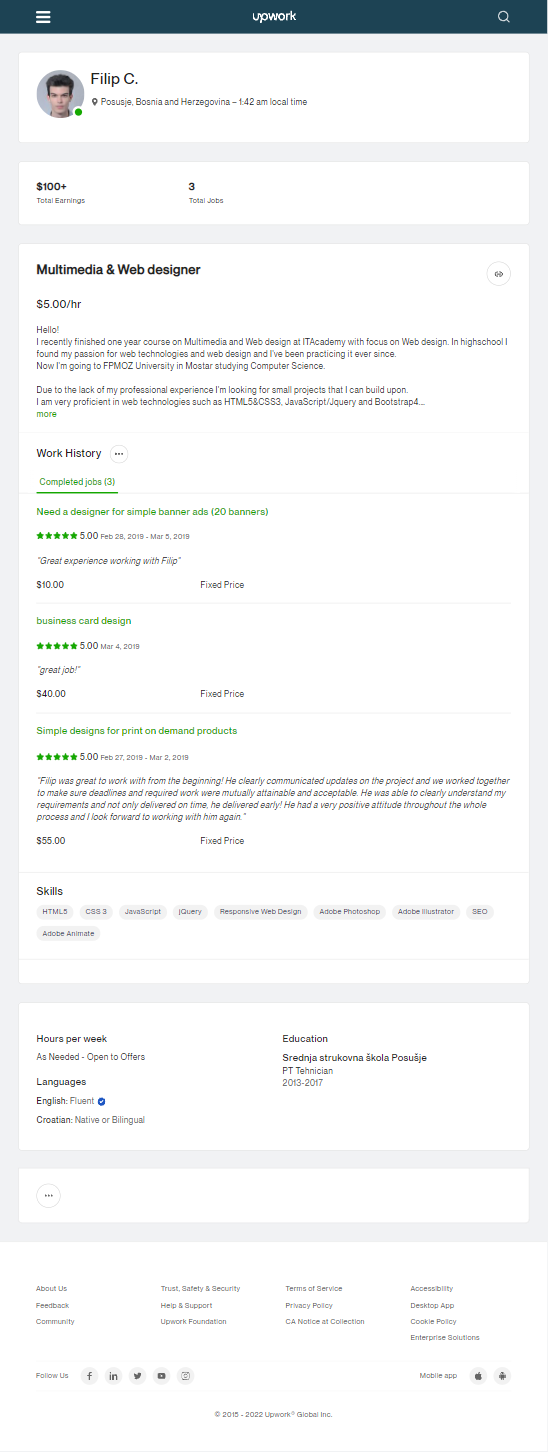 upwork
Filip C.
Posusje, Bosnia and Herzegovina – 1:42 am local time
$100+
Total Earnings
3
Total Jobs
Multimedia & Web designer
$5.00/hr
Hello!
I recently finished one year course on Multimedia and Web design at ITAcademy with focus on Web design. In highschool I
found my passion for web technologies and web design and I've been practicing it ever since.
Now I'm going to FPMOZ University in Mostar studying Computer Science.
Due to the lack of my professional experience I'm looking for small projects that I can build upon.
I am very proficient in web technologies such as HTML5&CSS3, JavaScript/Jquery and Bootstrap4...
more
Work History
Completed jobs (3)
Need a designer for simple banner ads (20 banners)
5.00 Feb 28, 2019 - Mar 5, 2019
"Great experience working with Filip"
$10.00 Fixed Price
business card design
5.00 Mar 4, 2019
"great job!"
$40.00 Fixed Price
Simple designs for print on demand products
5.00 Feb 27, 2019 - Mar 2, 2019
"Filip was great to work with from the beginning! He clearly communicated updates on the project and we worked together
to make sure deadlines and required work were mutually attainable and acceptable. He was able to clearly understand my
requirements and not only delivered on time, he delivered early! He had a very positive attitude throughout the whole
process and I look forward to working with him again."
$55.00 Fixed Price
Skills
HTML5 CSS 3 JavaScript jQuery Responsive Web Design Adobe Photoshop Adobe Illustrator SEO
Adobe Animate
Hours per week
As Needed - Open to Offers
Languages
English: Fluent
Croatian: Native or Bilingual
Education
Srednja strukovna škola Posušje
PT Tehnician
2013-2017
About Us Trust, Safety & Security Terms of Service Accessibility
Feedback Help & Support Privacy Policy Desktop App
Community Upwork Foundation CA Notice at Collection Cookie Policy
Enterprise Solutions
Follow Us Mobile app
© 2015 - 2022 Upwork® Global Inc.